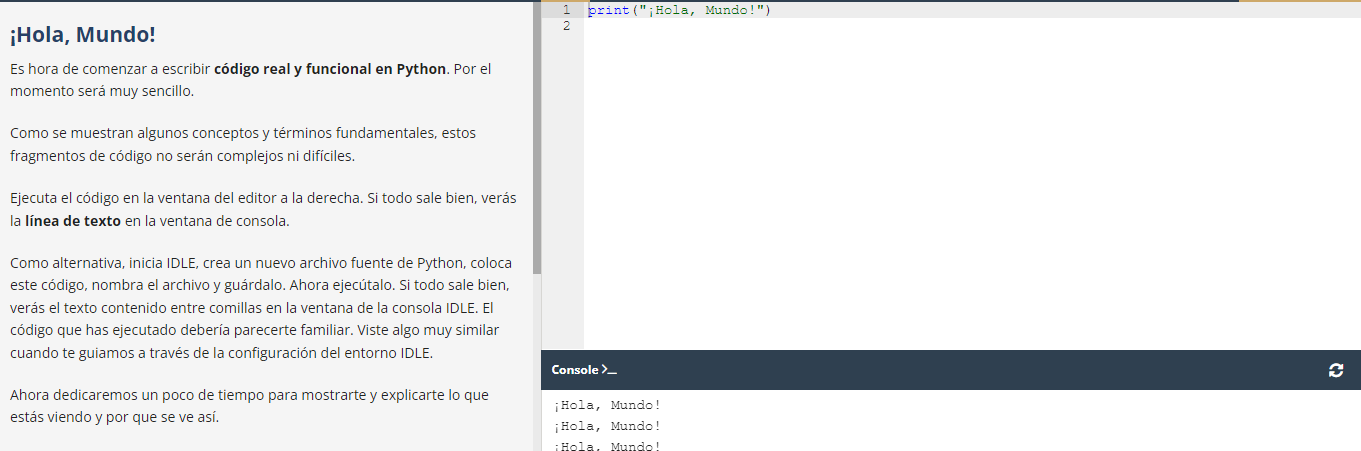 ¡Hola, Mundo!
Es hora de comenzar a escribir código real y funcional en Python. Por el
momento será muy sencillo.
Como se muestran algunos conceptos y términos fundamentales, estos
fragmentos de código no serán complejos ni difíciles.
Ejecuta el código en la ventana del editor a la derecha. Si todo sale bien, verás
la línea de texto en la ventana de consola.
Como alternativa, inicia IDLE, crea un nuevo archivo fuente de Python, coloca
este código, nombra el archivo y guárdalo. Ahora ejecútalo. Si todo sale bien,
verás el texto contenido entre comillas en la ventana de la consola IDLE. El
código que has ejecutado debería parecerte familiar. Viste algo muy similar
cuando te guiamos a través de la configuración del entorno IDLE.
Ahora dedicaremos un poco de tiempo para mostrarte y explicarte lo que
estás viendo y por que se ve así.
1 print("¡Hola, Mundo!")
2
Console >_
¡Hola, Mundo!
¡Hola, Mundo!
¡Hola, Mundo!